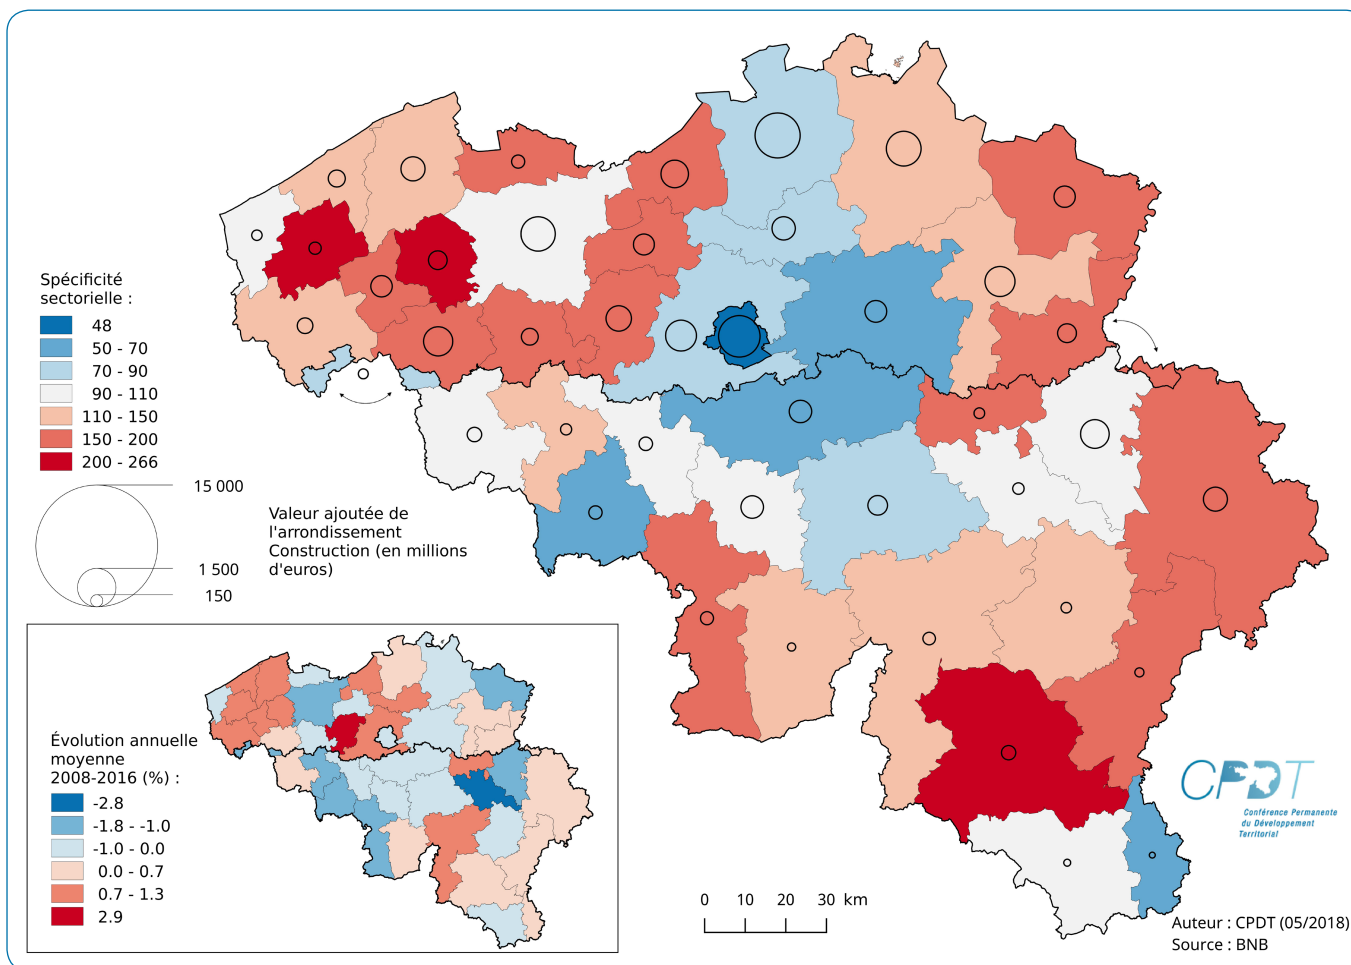 Spécificité
sectorielle :
48
50 - 70
70 - 90
90 - 110
110 - 150
150 - 200
200 - 266
15 000
1 500
150
Valeur ajoutée de
l'arrondissement
Construction (en millions
d'euros)
Évolution annuelle
moyenne
2008-2016 (%) :
-2.8
-1.8 - -1.0
-1.0 - 0.0
0.0 - 0.7
0.7 - 1.3
2.9
0 10 20 30 km
CPDT
Conférence Permanente
du Développement
Territorial
Auteur : CPDT (05/2018)
Source : BNB